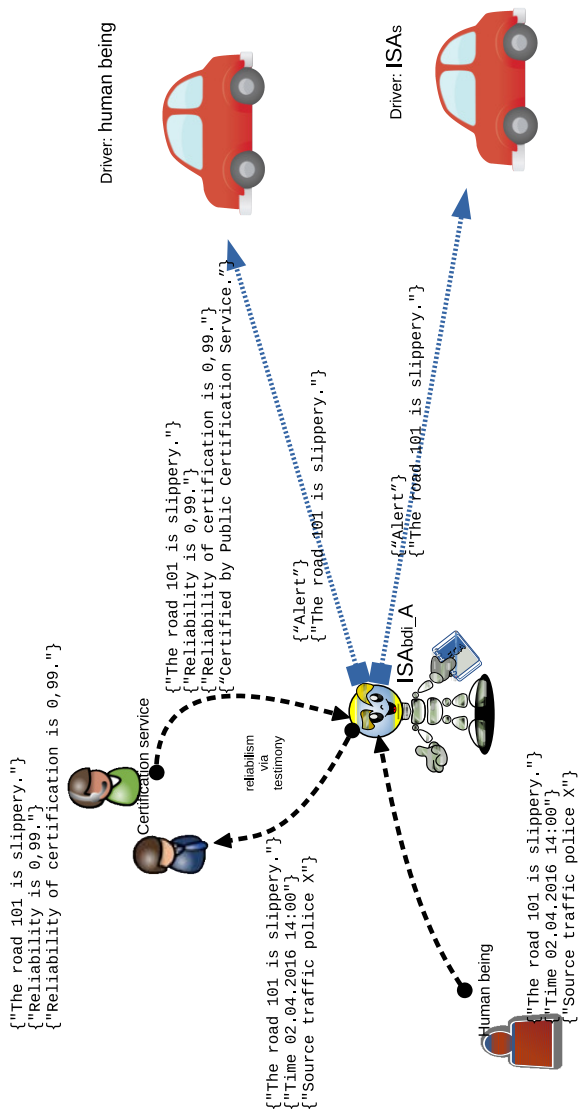 {"The road 101 is slippery."}
{"Reliability is 0,99."}
{"Reliability of certification is 0,99."}
Certification service
{"The road 101 is slippery."}
{"Reliability is 0,99."}
{"Reliability of certification is 0,99."}
{“Certified by Public Certification Service.”}
Driver: human being
reliabilism
via
testimony
{"The road 101 is slippery."}
{"Time 02.04.2016 14:00"}
{"Source traffic police X"}
{“Alert”}
{"The road 101 is slippery."}
{“Alert”}
{"The road 101 is slippery."}
Driver: ISAs
ISAbdi_A
Human being
{"The road 101 is slippery."}
{"Time 02.04.2016 14:00"}
{"Source traffic police X"}